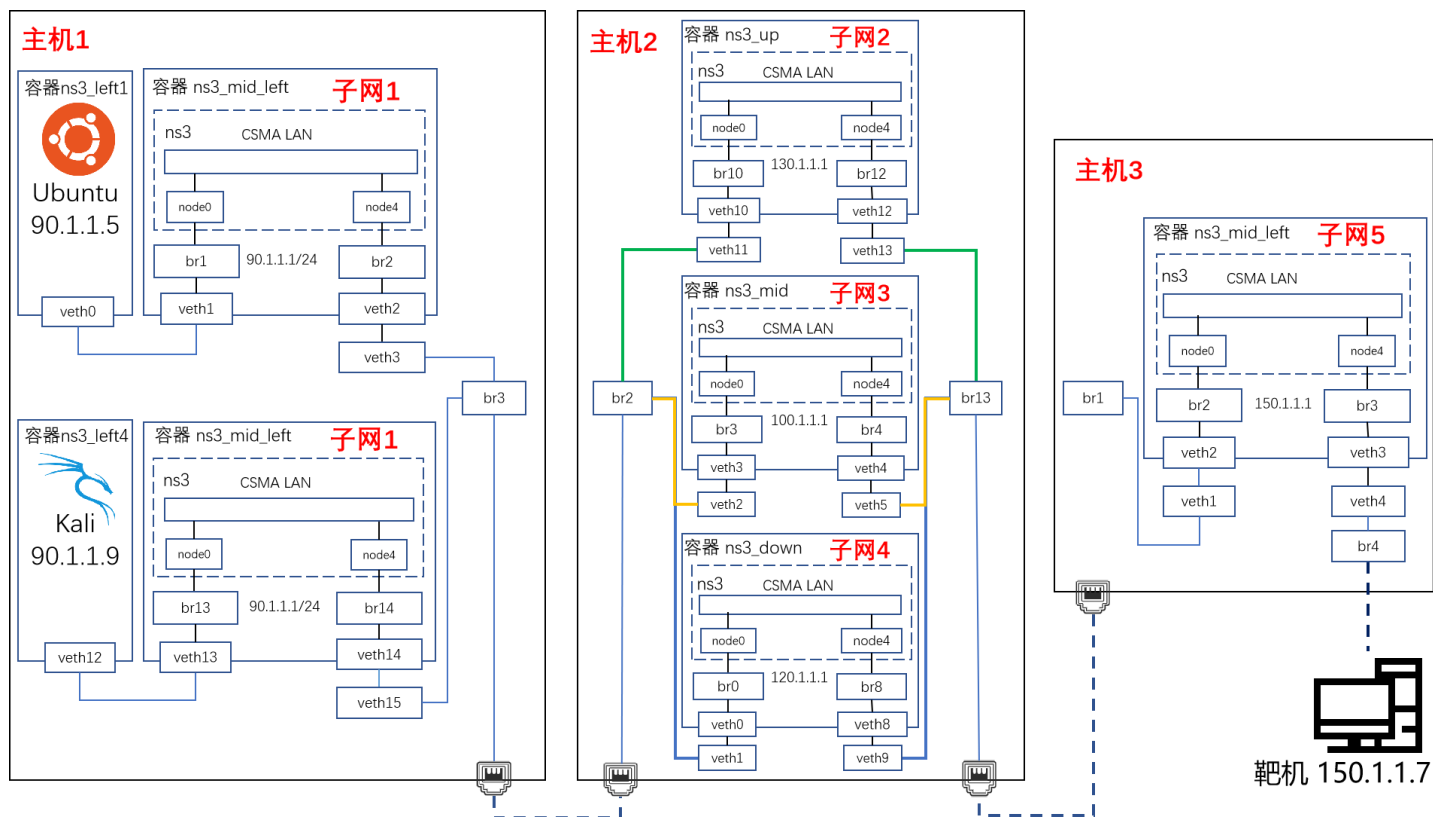 主机1
容器ns3_left1
Ubuntu
90.1.1.5
veth0
容器 ns3_mid_left
子网1
ns3
CSMA LAN
node0
node4
br1
90.1.1.1/24
br2
veth1
veth2
veth3
br3
容器ns3_left4
Kali
90.1.1.9
veth12
容器 ns3_mid_left
子网1
ns3
CSMA LAN
node0
node4
br13
90.1.1.1/24
br14
veth13
veth14
veth15
主机2
容器 ns3_up
子网2
ns3
CSMA LAN
node0
node4
br10
130.1.1.1
br12
veth10
veth12
veth11
veth13
容器 ns3_mid
子网3
ns3
CSMA LAN
node0
node4
br2
br13
br3
100.1.1.1
br4
veth3
veth4
veth2
veth5
容器 ns3_down
子网4
ns3
CSMA LAN
node0
node4
br0
120.1.1.1
br8
veth0
veth8
veth1
veth9
主机3
容器 ns3_mid_left
子网5
ns3
CSMA LAN
node0
node4
br1
br2
150.1.1.1
br3
veth2
veth3
veth1
veth4
br4
靶机 150.1.1.7